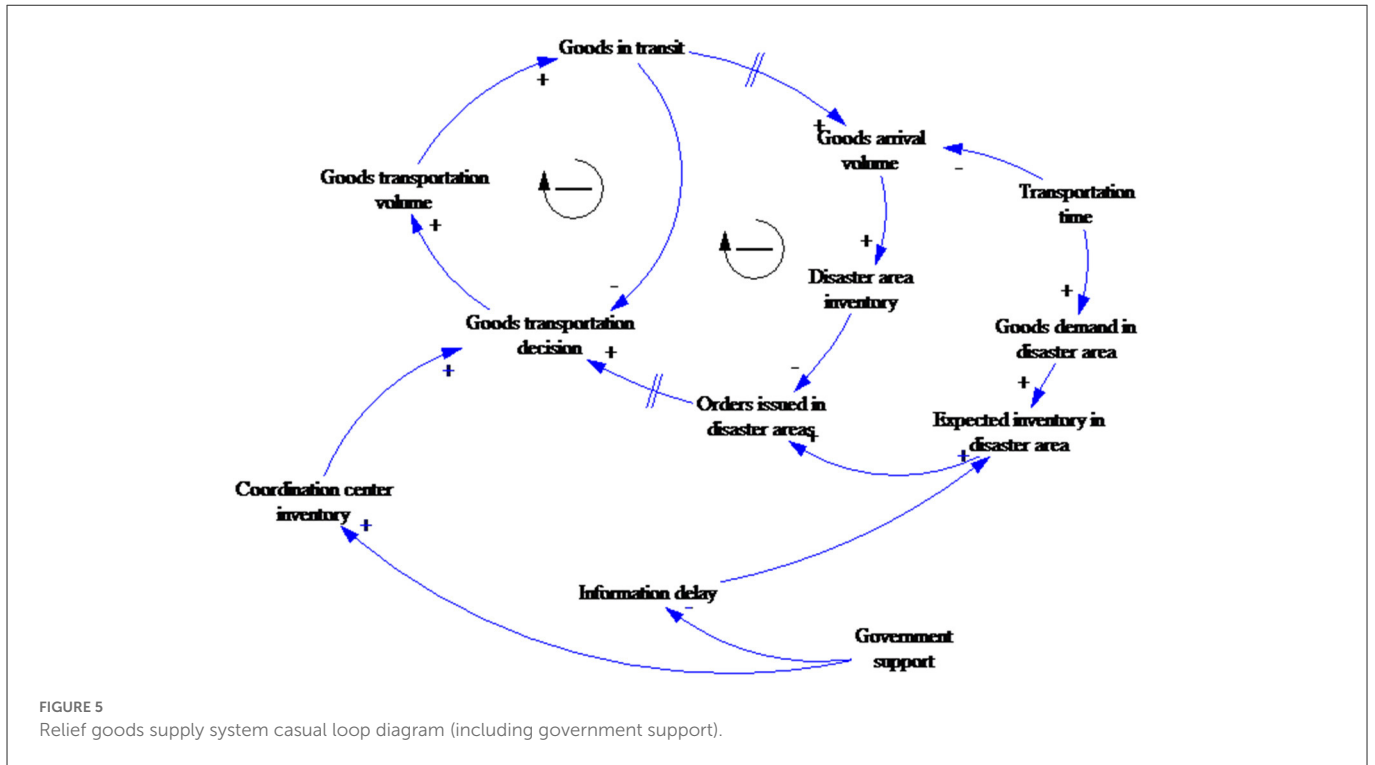 Goods in transit
+
+
Goods arrival
volume
-
Goods transportation
volume
+
Transportation
time
+
Disaster area
inventory
+
-
Goods transportation
decision
+
+
Goods demand in
disaster area
-
+
Orders issued in
disaster areas
+
Expected inventory in
disaster area
+
Coordination center
inventory
+
Information delay
-
Government
support
FIGURE 5
Relief goods supply system casual loop diagram (including government support).